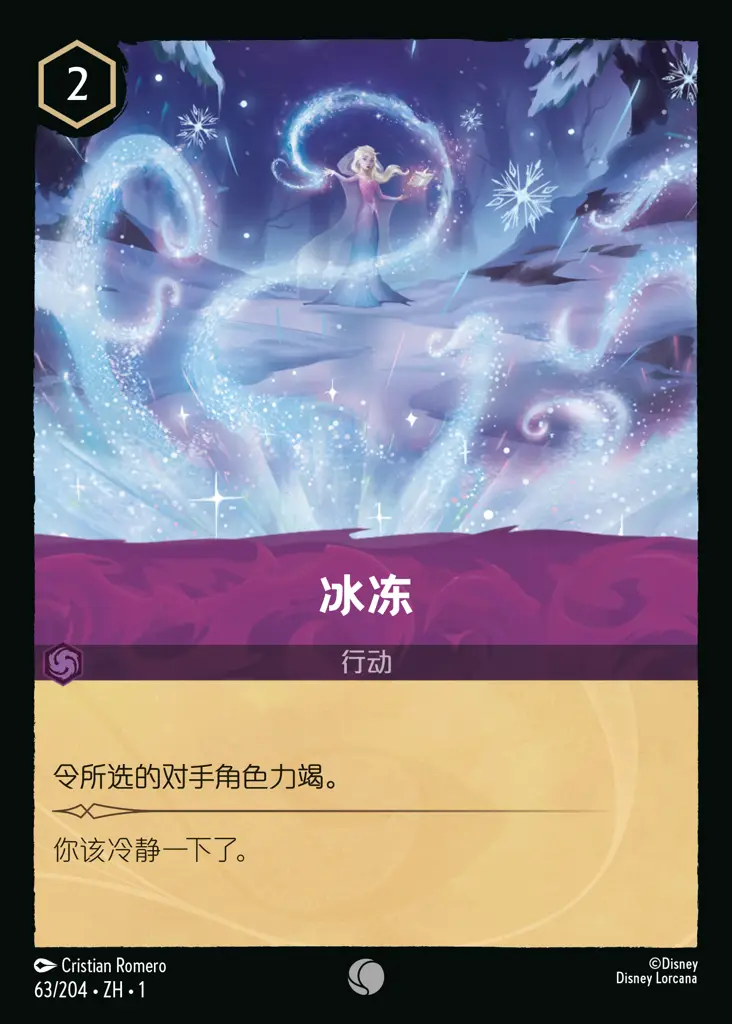 2
冰冻
行动
令所选的对手角色力竭。
你该冷静一下了。
Cristian Romero
63/204 • ZH • 1
©Disney
Disney Lorcana